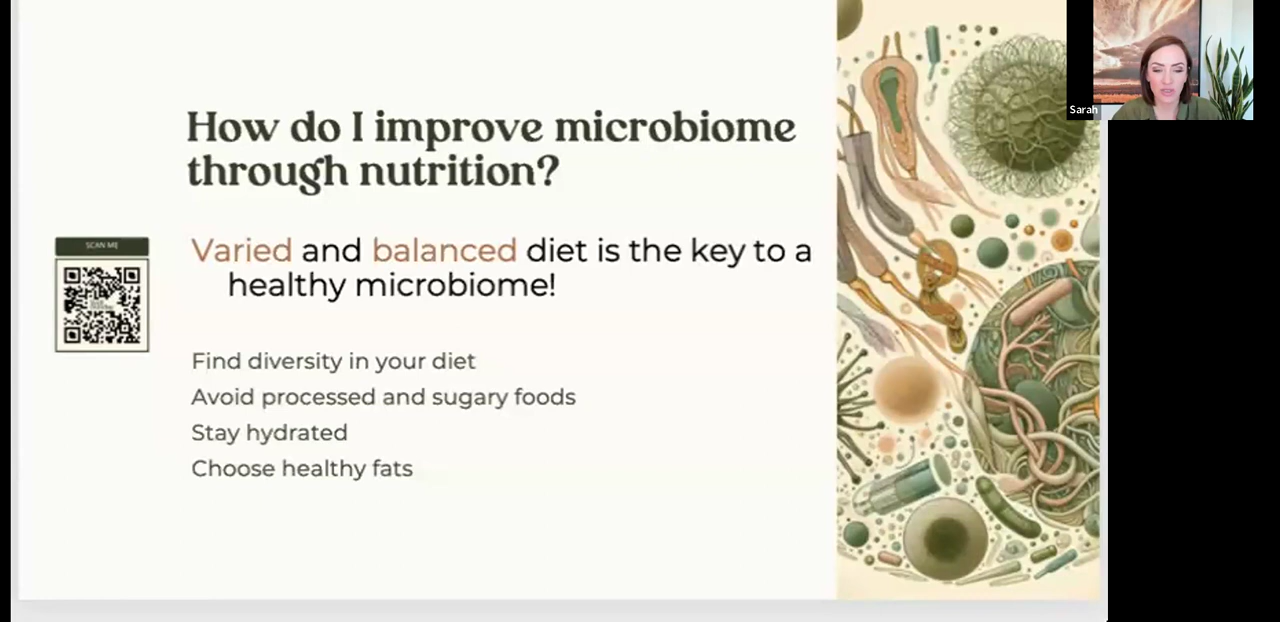 How do I improve microbiome
through nutrition?
SCAN ME
Varied and balanced diet is the key to a
healthy microbiome!
Find diversity in your diet
Avoid processed and sugary foods
Stay hydrated
Choose healthy fats
Sarah